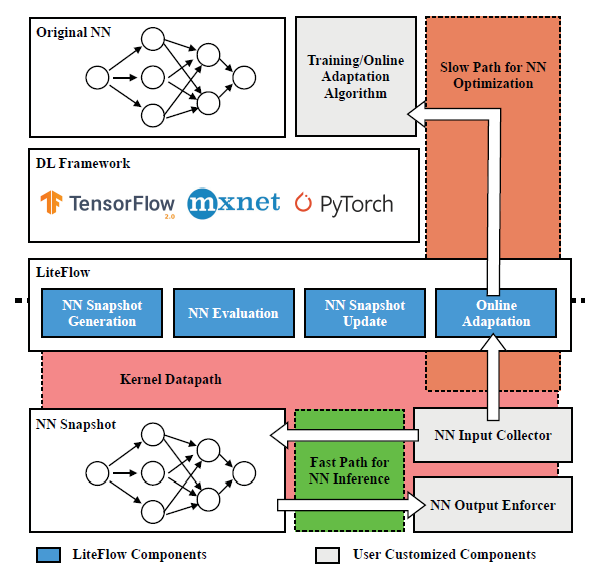 Original NN
Training/Online
Adaptation
Algorithm
Slow Path for NN
Optimization
DL Framework
TensorFlow
2.0
mxnet
PyTorch
LiteFlow
NN Snapshot
Generation
NN Evaluation
NN Snapshot
Update
Online
Adaptation
Kernel Datapath
NN Snapshot
Fast Path for
NN Inference
NN Input Collector
NN Output Enforcer
LiteFlow Components
User Customized Components